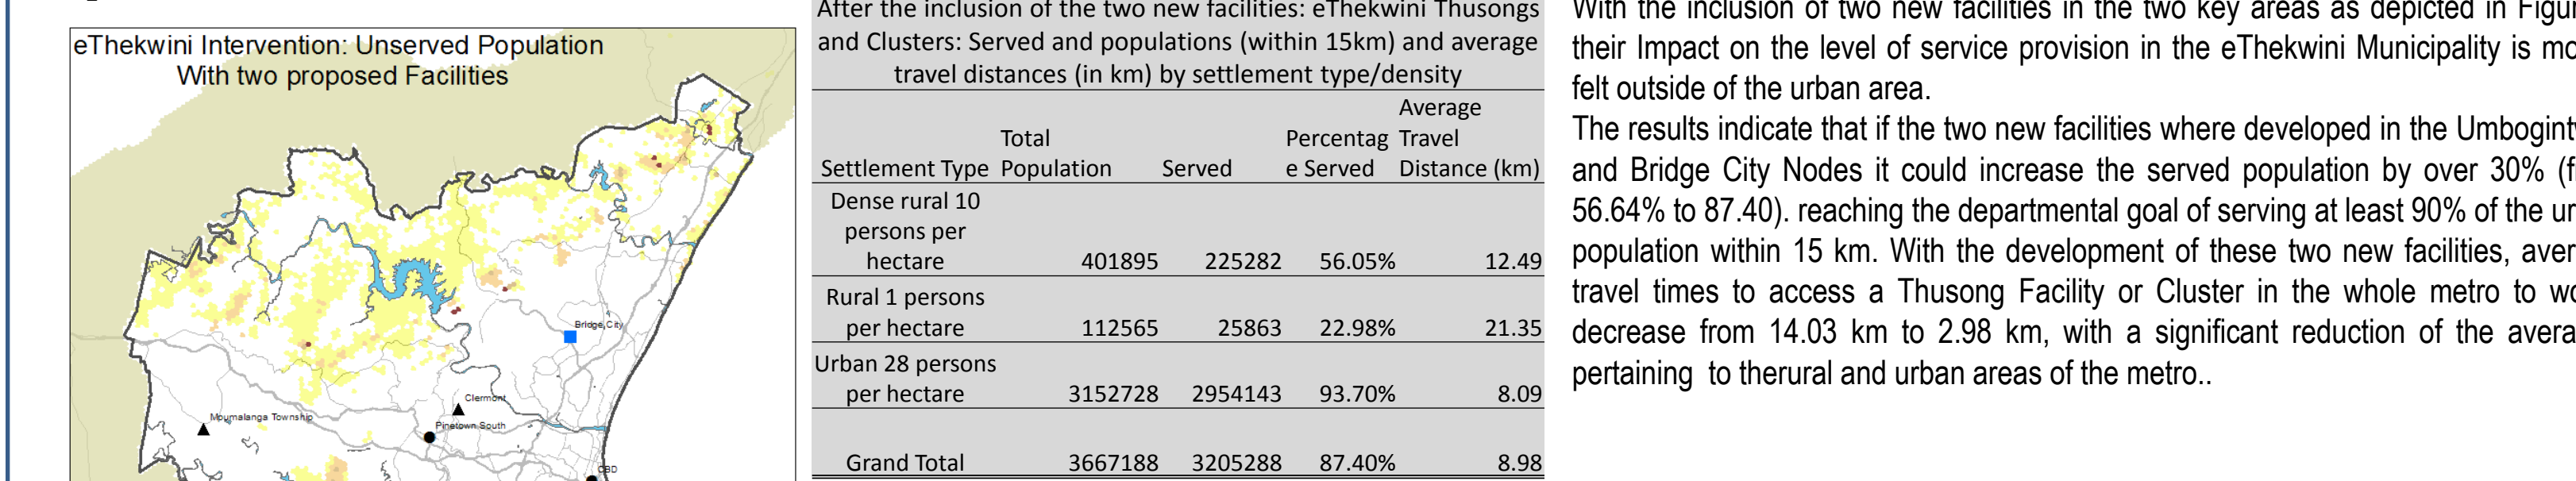 eThekwini Intervention: Unserved Population
With two proposed Facilities
Bridge City
Clermont
Mpumalanga Township
Pinetown South
CBD
After the inclusion of the two new facilities: eThekwini Thusongs
and Clusters: Served and populations (within 15km) and average
travel distances (in km) by settlement type/density
Settlement Type Total Population Served Percentag e Served Average Travel Distance (km)
Dense rural 10
persons per
hectare 401895 225282 56.05% 12.49
Rural 1 persons
per hectare 112565 25863 22.98% 21.35
Urban 28 persons
per hectare 3152728 2954143 93.70% 8.09
Grand Total 3667188 3205288 87.40% 8.98
With the inclusion of two new facilities in the two key areas as depicted in Figur
their Impact on the level of service provision in the eThekwini Municipality is mo
felt outside of the urban area.
The results indicate that if the two new facilities where developed in the Umbogintw
and Bridge City Nodes it could increase the served population by over 30% (f
56.64% to 87.40). reaching the departmental goal of serving at least 90% of the ur
population within 15 km. With the development of these two new facilities, aver
travel times to access a Thusong Facility or Cluster in the whole metro to wo
decrease from 14.03 km to 2.98 km, with a significant reduction of the avera
pertaining to therural and urban areas of the metro..